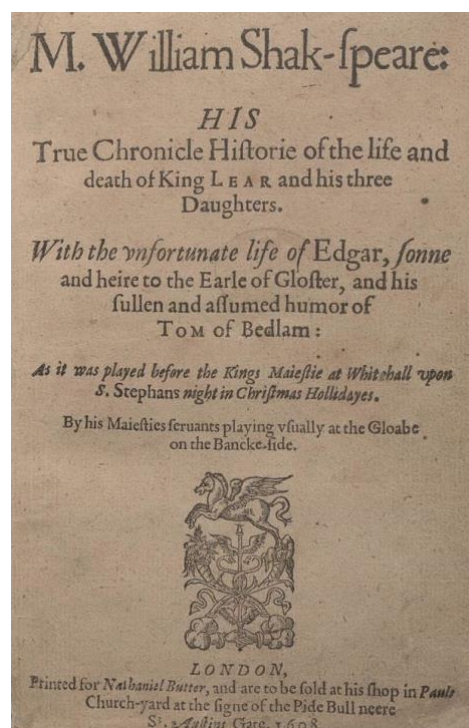 M. William Shak-ſpeare:
HIS
True Chronicle Hiſtorie of the life and
death of King LEAR and his three
Daughters.
With the vnfortunate life of Edgar, ſonne
and heire to the Earle of Gloſter, and his
ſullen and aſſumed humor of
TOM of Bedlam:
As it was played before the Kings Maieſtie at Whitehall vpon
S. Stephans night in Chriſtmas Hollidayes.
By his Maieſties ſeruants playing vſually at the Gloabe
on the Bancke-ſide.
LONDON,
Printed for Nathaniel Butter, and are to be ſold at his ſhop in Pauls
Church-yard at the ſigne of the Pide Bull neere
Sᵗ. Auſtins Gate. 1608